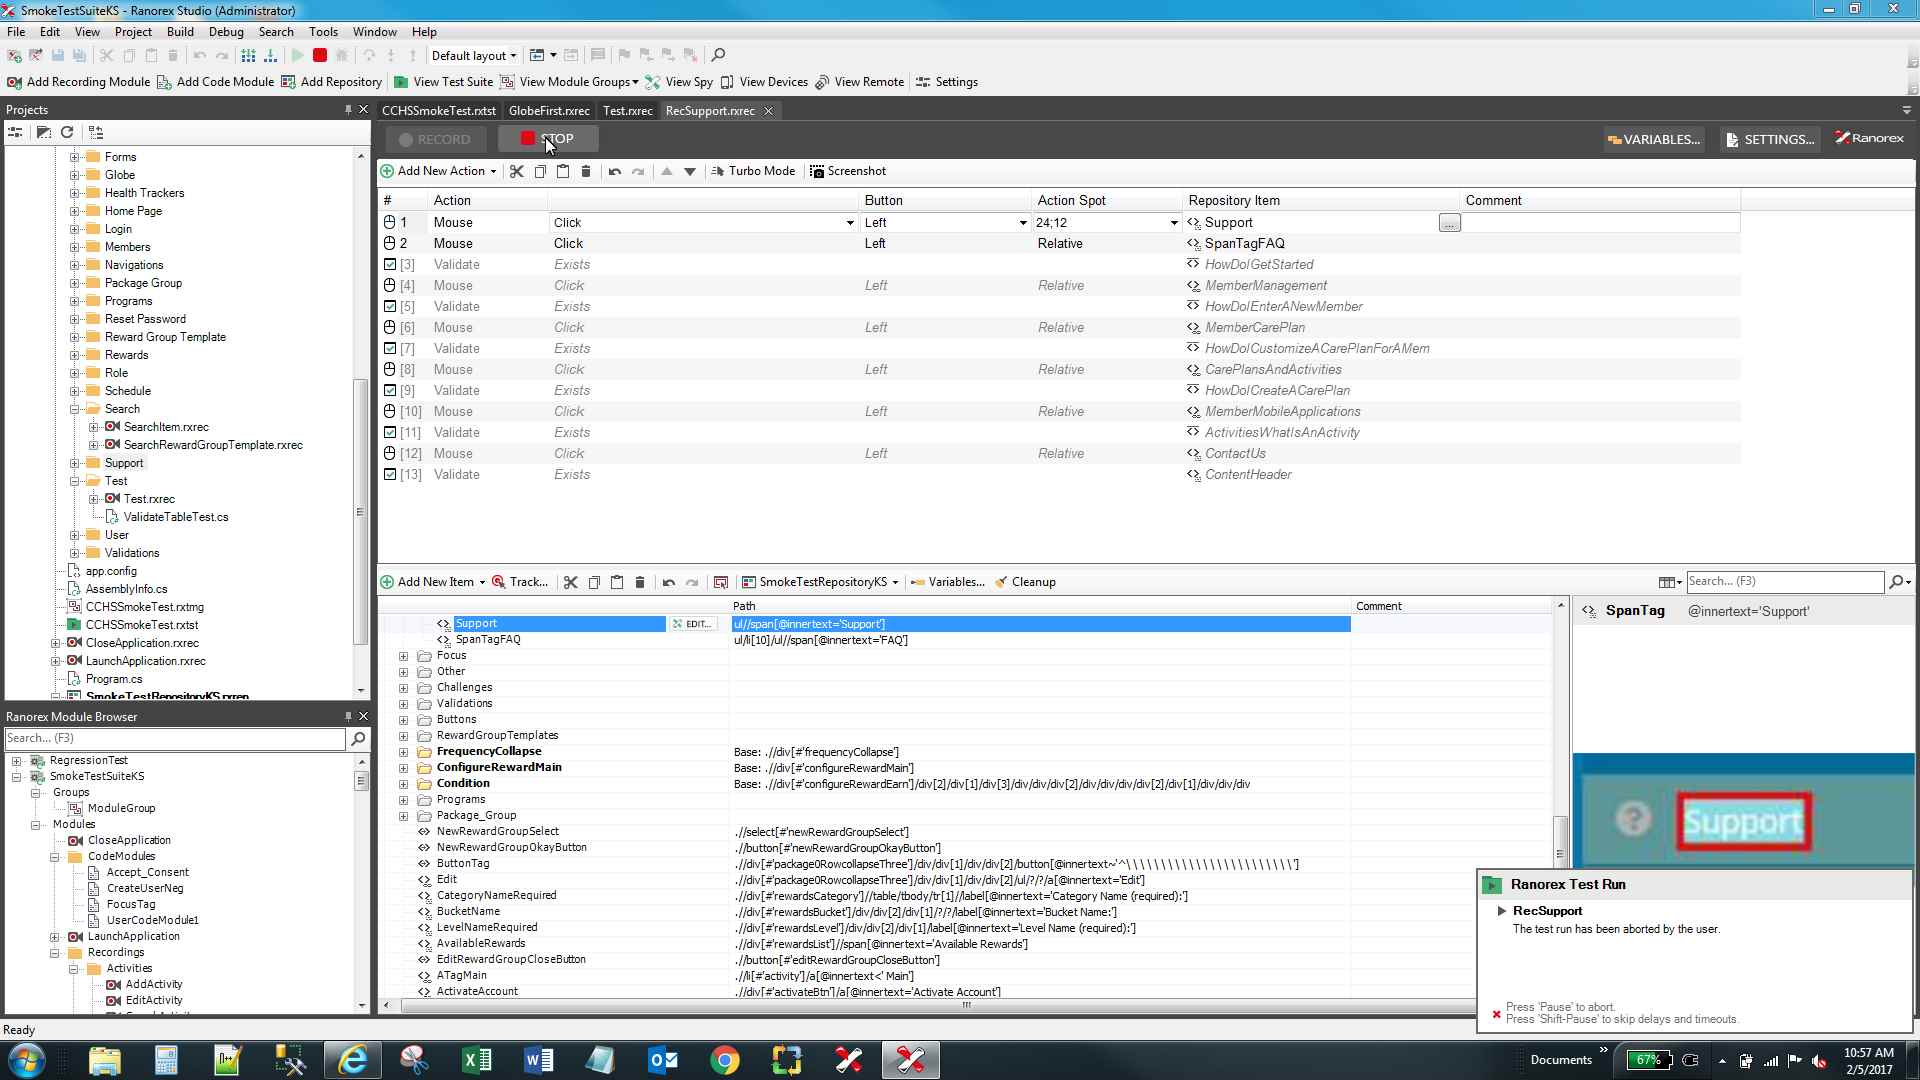 SmokeTestSuiteKS - Ranorex Studio (Administrator)
File Edit View Project Build Debug Search Tools Window Help
Default layout
Add Recording Module Add Code Module Add Repository View Test Suite View Module Groups View Spy View Devices View Remote Settings
Projects
CCHSSmokeTest.rxtst GlobeFirst.rxrec Test.rxrec RecSupport.rxrec
RECORD STOP VARIABLES... SETTINGS... Ranorex
Add New Action Turbo Mode Screenshot
# Action Button Action Spot Repository Item Comment
1 Mouse Click Left 24;12 Support ...
2 Mouse Click Left Relative SpanTagFAQ
[3] Validate Exists HowDoIGetStarted
[4] Mouse Click Left Relative MemberManagement
[5] Validate Exists HowDoIEnterANewMember
[6] Mouse Click Left Relative MemberCarePlan
[7] Validate Exists HowDoICustomizeACarePlanForAMem
[8] Mouse Click Left Relative CarePlansAndActivities
[9] Validate Exists HowDoICreateACarePlan
[10] Mouse Click Left Relative MemberMobileApplications
[11] Validate Exists ActivitiesWhatIsAnActivity
[12] Mouse Click Left Relative ContactUs
[13] Validate Exists ContentHeader
Forms
Globe
Health Trackers
Home Page
Login
Members
Navigations
Package Group
Programs
Reset Password
Reward Group Template
Rewards
Role
Schedule
Search
SearchItem.rxrec
SearchRewardGroupTemplate.rxrec
Support
Test
Test.rxrec
ValidateTableTest.cs
User
Validations
app.config
AssemblyInfo.cs
CCHSSmokeTest.rxtmg
CCHSSmokeTest.rxtst
CloseApplication.rxrec
LaunchApplication.rxrec
Program.cs
SmokeTestRepositoryKS.rxrep
Add New Item Track... SmokeTestRepositoryKS Variables... Cleanup Search... (F3)
Path Comment
Support EDIT... ul//span[@innertext='Support']
SpanTagFAQ ul/li[10]/ul//span[@innertext='FAQ']
Focus
Other
Challenges
Validations
Buttons
RewardGroupTemplates
FrequencyCollapse Base: .//div[#'frequencyCollapse']
ConfigureRewardMain Base: .//div[#'configureRewardMain']
Condition Base: .//div[#'configureRewardEarn']/div[2]/div[1]/div[3]/div/div/div[2]/div/div/div/div[2]/div[1]/div/div/div
Programs
Package_Group
NewRewardGroupSelect .//select[#'newRewardGroupSelect']
NewRewardGroupOkayButton .//button[#'newRewardGroupOkayButton']
ButtonTag
Edit .//div[#'package0RowcollapseThree']/div/div[1]/div/div[2]/ul/?/?/a[@innertext='Edit']
CategoryNameRequired .//div[#'rewardsCategory']//table/tbody/tr[1]//label[@innertext='Category Name (required):']
BucketName .//div[#'rewardsBucket']/div/div[2]/div[1]/?/?/label[@innertext='Bucket Name:']
LevelNameRequired .//div[#'rewardsLevel']/div/div[2]/div[1]/label[@innertext='Level Name (required):']
AvailableRewards .//div[#'rewardsList']//span[@innertext='Available Rewards']
EditRewardGroupCloseButton .//button[#'editRewardGroupCloseButton']
ATagMain .//li[#'activity']/a[@innertext<' Main']
ActivateAccount .//div[#'activateBtn']/a[@innertext='Activate Account']
SpanTag @innertext='Support'
Support
Ranorex Test Run
RecSupport
The test run has been aborted by the user.
Press 'Pause' to abort.
Press 'Shift-Pause' to skip delays and timeouts.
Ranorex Module Browser
Search... (F3)
RegressionTest
SmokeTestSuiteKS
Groups
ModuleGroup
Modules
CloseApplication
CodeModules
Accept_Consent
CreateUserNeg
FocusTag
UserCodeModule1
LaunchApplication
Recordings
Activities
AddActivity
EditActivity
Ready
Documents 67% 10:57 AM
2/5/2017